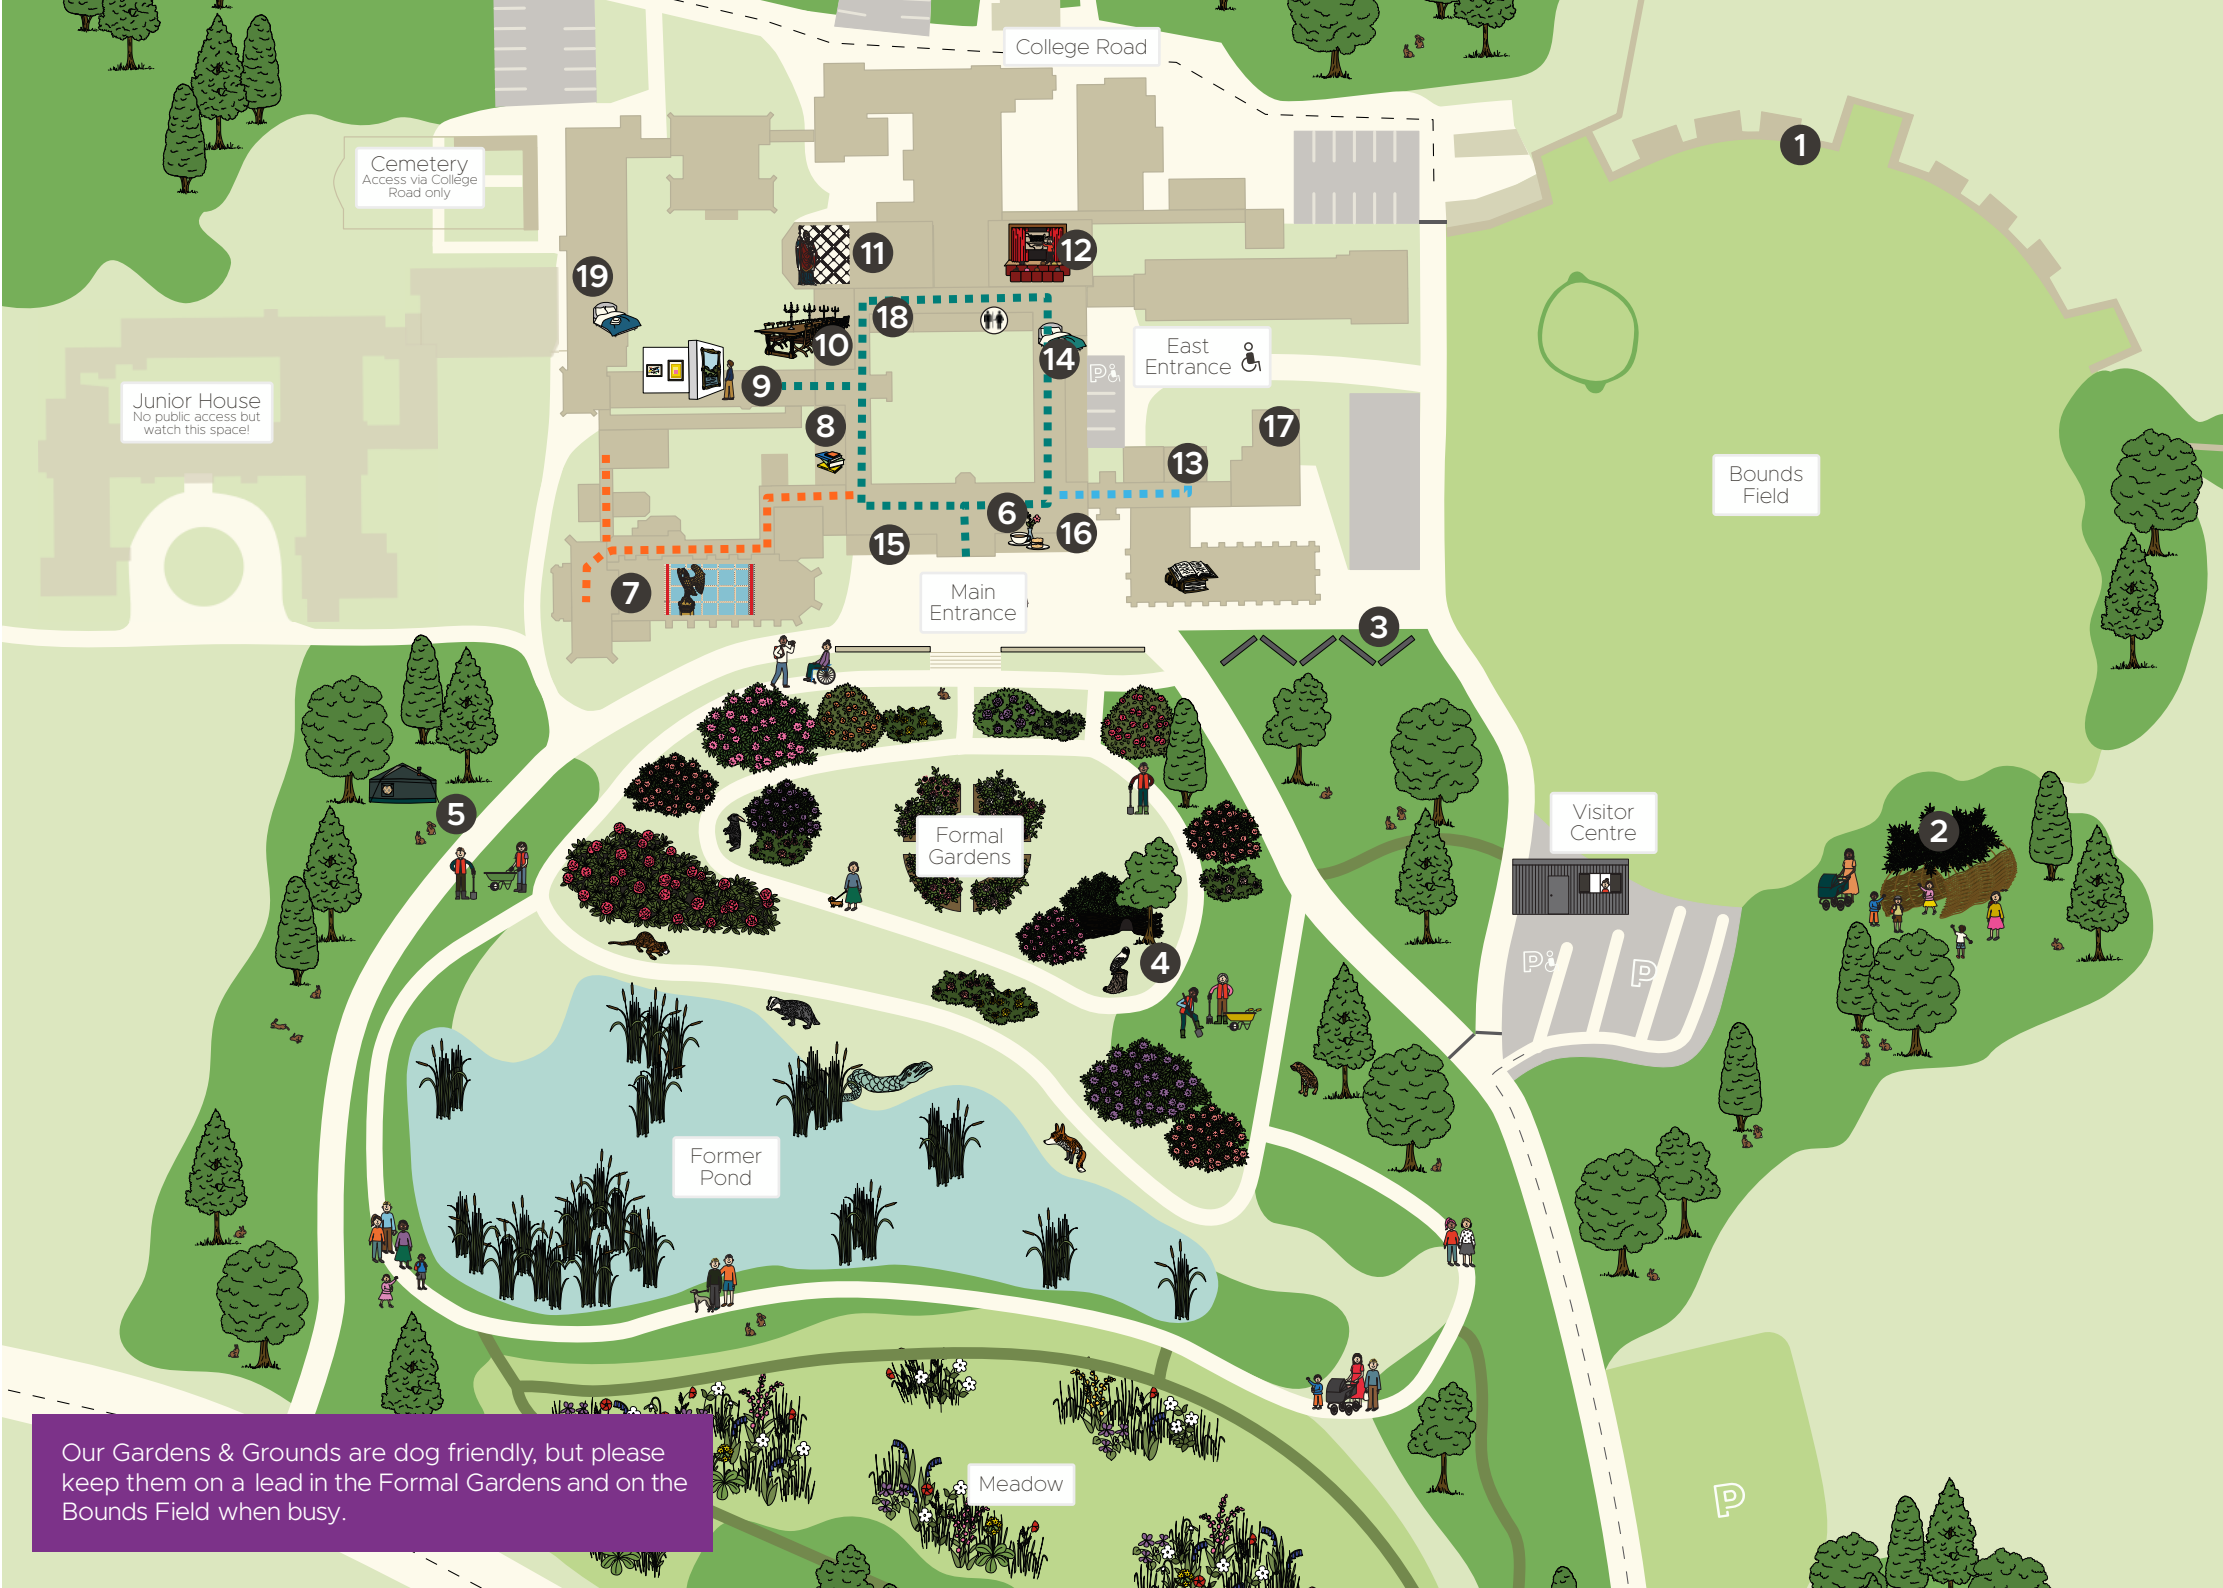 College Road
1
Cemetery
Access via College
Road only
11
12
19
18
10
14
East
Entrance
P
9
Junior House
No public access but
watch this space!
8
17
13
Bounds
Field
6
16
15
7
Main
Entrance
3
5
Visitor
Centre
2
Formal
Gardens
4
P
P
Former
Pond
Meadow
P
Our Gardens & Grounds are dog friendly, but please
keep them on a lead in the Formal Gardens and on the
Bounds Field when busy.